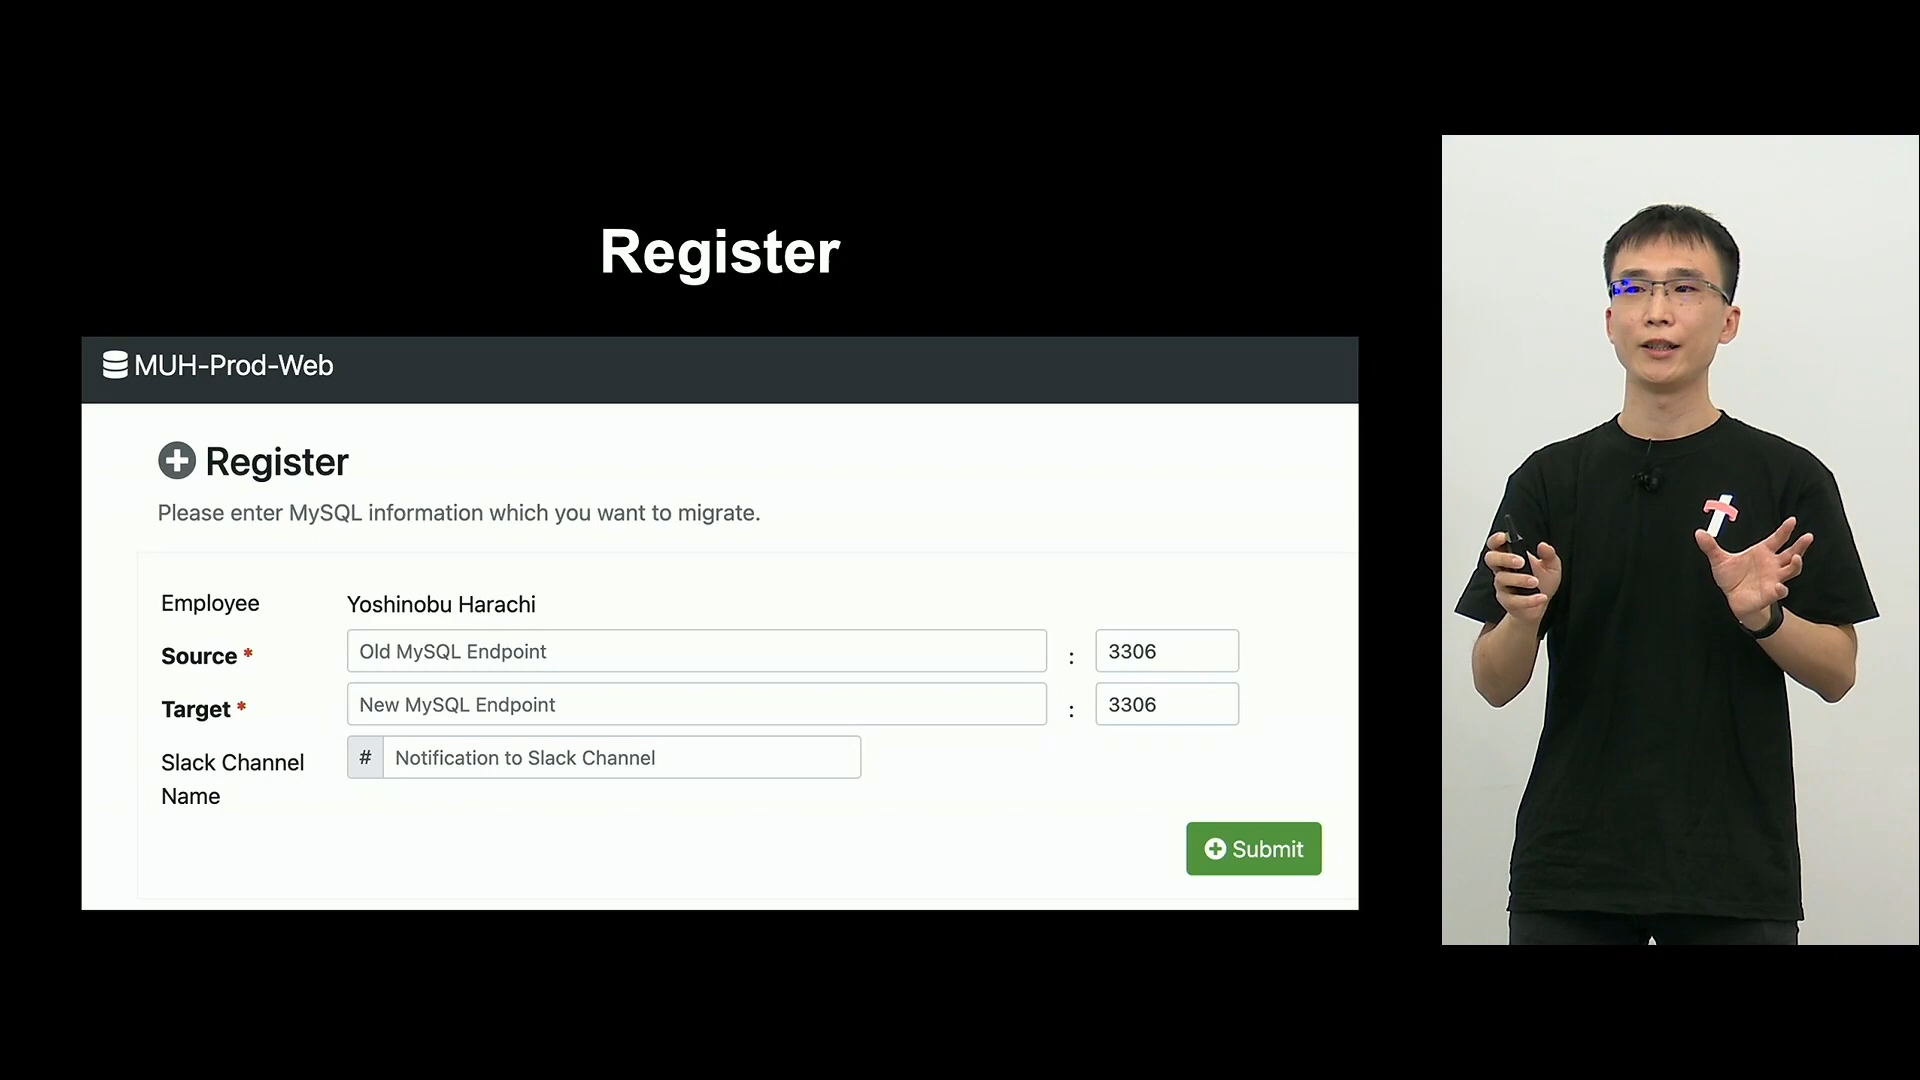 Register
MUH-Prod-Web
Register
Please enter MySQL information which you want to migrate.
Employee Yoshinobu Harachi
Source * Old MySQL Endpoint : 3306
Target * New MySQL Endpoint : 3306
Slack Channel Name # Notification to Slack Channel
Submit